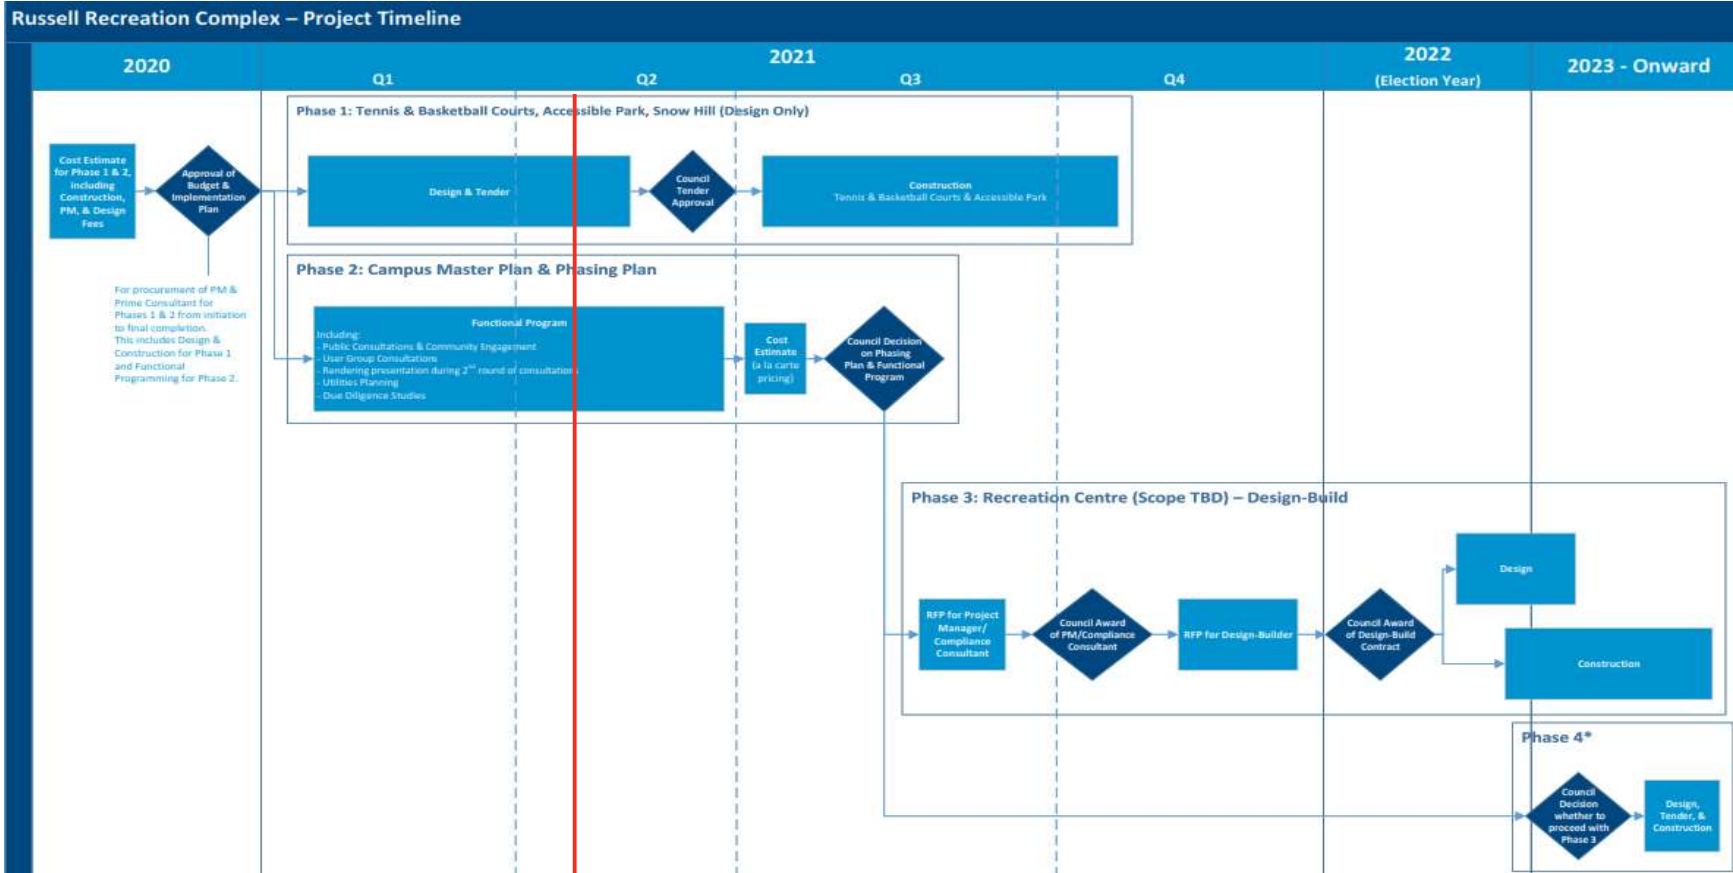 Russell Recreation Complex – Project Timeline
2020
2021
Q1
Q2
Q3
Q4
2022
(Election Year)
2023 - Onward
Phase 1: Tennis & Basketball Courts, Accessible Park, Snow Hill (Design Only)
Cost Estimate
for Phase 1 & 2,
including
Construction,
PM, & Design
Fees
Approval of
Budget &
Implementation
Plan
Design & Tender
Council
Tender
Approval
Construction
Tennis & Basketball Courts & Accessible Park
For procurement of PM &
Prime Consultant for
Phases 1 & 2 from initiation
to final completion.
This includes Design &
Construction for Phase 1
and Functional
Programming for Phase 2.
Phase 2: Campus Master Plan & Phasing Plan
Functional Program
Including:
- Public Consultations & Community Engagement
- User Group Consultations
- Rendering presentation during 2nd round of consultations
- Utilities Planning
- Due Diligence Studies
Cost
Estimate
(a la carte
pricing)
Council Decision
on Phasing
Plan & Functional
Program
Phase 3: Recreation Centre (Scope TBD) – Design-Build
RFP for Project
Manager/
Compliance
Consultant
Council Award
of PM/Compliance
Consultant
RFP for Design-Builder
Council Award
of Design-Build
Contract
Design
Construction
Phase 4*
Council
Decision
whether to
proceed with
Phase 3
Design,
Tender, &
Construction